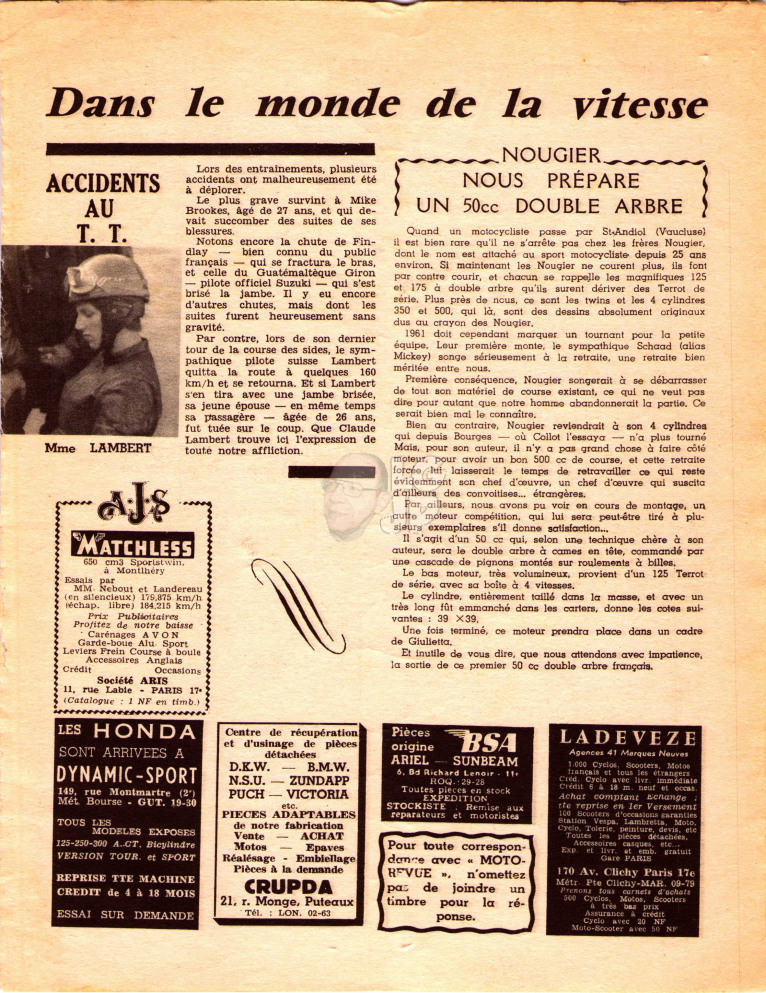 Dans le monde de la vitesse
ACCIDENTS
AU
T. T.
Mme LAMBERT
Lors des entraînements, plusieurs
accidents ont malheureusement été
à déplorer.
Le plus grave survint à Mike
Brookes, âgé de 27 ans, et qui de-
vait succomber des suites de ses
blessures.
Notons encore la chute de Fin-
dlay — bien connu du public
français — qui se fractura le bras,
et celle du Guatémaltèque Giron
— pilote officiel Suzuki — qui s'est
brisé la jambe. Il y eu encore
d'autres chutes, mais dont les
suites furent heureusement sans
gravité.
Par contre, lors de son dernier
tour de la course des sides, le sym-
pathique pilote suisse Lambert
quitta la route à quelques 160
km/h et se retourna. Et si Lambert
s'en tira avec une jambe brisée,
sa jeune épouse — en même temps
sa passagère — âgée de 26 ans,
fut tuée sur le coup. Que Claude
Lambert trouve ici l'expression de
toute notre affliction.
NOUGIER
NOUS PRÉPARE
UN 50cc DOUBLE ARBRE
Quand un motocycliste passe par St-Andiol (Vaucluse)
il est bien rare qu'il ne s'arrête pas chez les frères Nougier,
dont le nom est attaché au sport motocycliste depuis 25 ans
environ. Si maintenant les Nougier ne courent plus, ils font
par contre courir, et chacun se rappelle les magnifiques 125
et 175 à double arbre qu'ils surent dériver des Terrot de
série. Plus près de nous, ce sont les twins et les 4 cylindres
350 et 500, qui là, sont des dessins absolument originaux
dus au crayon des Nougier.
1961 doit cependant marquer un tournant pour la petite
équipe. Leur première monte, le sympathique Schaad (alias
Mickey) songe sérieusement à la retraite, une retraite bien
méritée entre nous.
Première conséquence, Nougier songerait à se débarrasser
de tout son matériel de course existant, ce qui ne veut pas
dire pour autant que notre homme abandonnerait la partie. Ce
serait bien mal le connaître.
Bien au contraire, Nougier reviendrait à son 4 cylindres
qui depuis Bourges — où Collot l'essaya — n'a plus tourné
Mais, pour son auteur, il n'y a pas grand chose à faire côté
moteur, pour avoir un bon 500 cc de course, et cette retraite
forcée lui laisserait le temps de retravailler ce qui reste
évidemment son chef d'œuvre, un chef d'œuvre qui suscita
d'ailleurs des convoitises... étrangères.
Par ailleurs, nous avons pu voir en cours de montage, un
autre moteur compétition, qui lui sera peut-être tiré à plu-
sieurs exemplaires s'il donne satisfaction...
Il s'agit d'un 50 cc qui, selon une technique chère à son
auteur, sera le double arbre à cames en tête, commandé par
une cascade de pignons montés sur roulements à billes.
Le bas moteur, très volumineux, provient d'un 125 Terrot
de série, avec sa boîte à 4 vitesses.
Le cylindre, entièrement taillé dans la masse, et avec un
très long fût emmanché dans les carters, donne les cotes sui-
vantes : 39 × 39.
Une fois terminé, ce moteur prendra place dans un cadre
de Giulietta.
Et inutile de vous dire, que nous attendons avec impatience,
la sortie de ce premier 50 cc double arbre français.
AJS
MATCHLESS
650 cm3 Sportstwin,
à Montlhéry
Essais par
MM. Nebout et Landereau
(en silencieux) 179,875 km/h
(échap. libre) 184,215 km/h
Prix Publicitaires
Profitez de notre baisse
Carénages AVON
Garde-boue Alu Sport
Leviers Frein Course à boule
Accessoires Anglais
Crédit Occasions
Société ARIS
11, rue Labie - PARIS 17e
(Catalogue : 1 NF en timb.)
LES HONDA
SONT ARRIVEES A
DYNAMIC-SPORT
149, rue Montmartre (2e)
Mét. Bourse - GUT. 19-30
TOUS LES
MODELES EXPOSES
125-250-300 A.CT. Bicylindre
VERSION TOUR. et SPORT
REPRISE TTE MACHINE
CREDIT de 4 à 18 MOIS
ESSAI SUR DEMANDE
Centre de récupération
et d'usinage de pièces
détachées
D.K.W. — B.M.W.
N.S.U. — ZUNDAPP
PUCH — VICTORIA
etc.
PIECES ADAPTABLES
de notre fabrication
Vente — ACHAT
Motos — Epaves
Réalésage - Embiellage
Pièces à la demande
CRUPDA
21, r. Monge, Puteaux
Tél. : LON. 02-63
Pièces
origine BSA
ARIEL — SUNBEAM
6, Bd Richard Lenoir - 11e
ROQ. 29-28
Toutes pièces en stock
EXPEDITION
STOCKISTE : Remise aux
reparateurs et motoristes
Pour toute correspon-
dance avec « MOTO-
REVUE », n'omettez
pas de joindre un
timbre pour la ré-
ponse.
LADEVEZE
Agences 41 Marques Neuves
1.000 Cyclos, Scooters, Motos
français et tous les étrangers
Créd. Cyclo avec livr. immédiate
Crédit 6 à 18 m. neuf et occas.
Achat comptant Echange :
tte reprise en 1er Versement
100 Scooters d'occasions garanties
Station Vespa, Lambretta, Moto,
Cyclo, Tolerie, peinture, devis, etc
Toutes les pièces détachées.
Accessoires casques, etc...
Exp. et livr. et emb. gratuit
Gare PARIS
170 Av. Clichy Paris 17e
Métr. Pte Clichy-MAR. 09-79
Prenons tous carnets d'achats
500 Cyclos, Motos, Scooters
à très bas prix
Assurance à crédit
Cyclo avec 20 NF
Moto-Scooter avec 50 NF